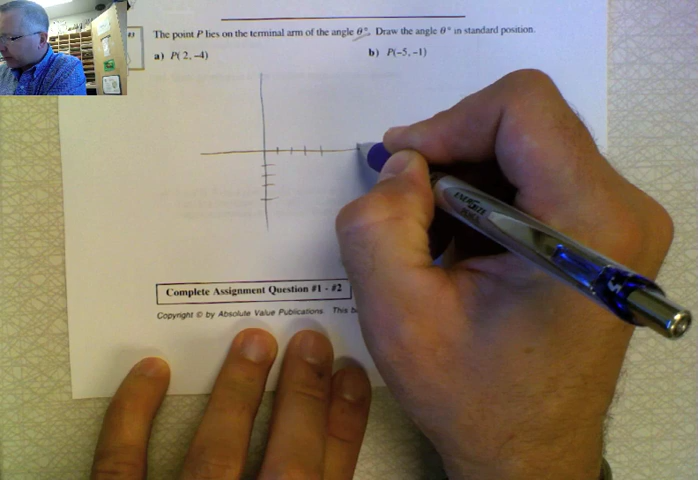 The point P lies on the terminal arm of the angle θ°. Draw the angle θ° in standard position.
a) P(2, -4) b) P(-5, -1)
Complete Assignment Question #1 - #2
Copyright © by Absolute Value Publications. This